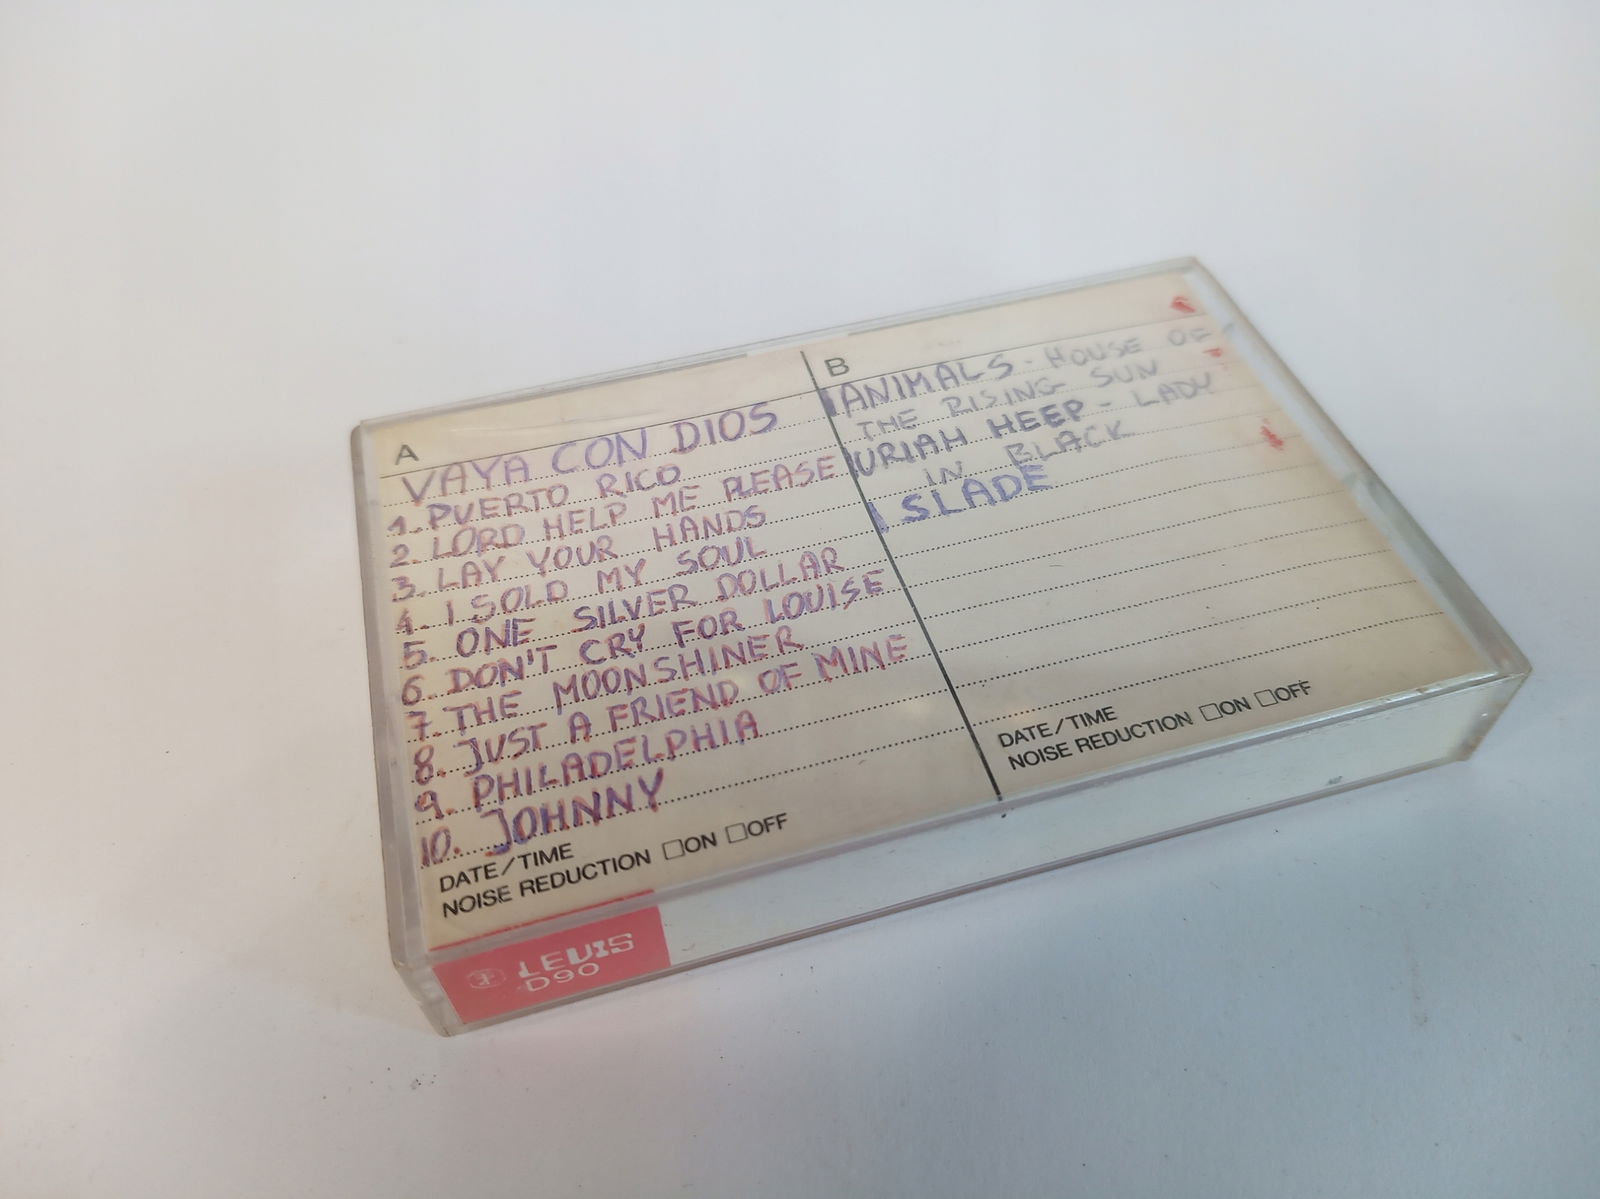 A
VAYA CON DIOS
1. PUERTO RICO
2. LORD HELP ME PLEASE
3. LAY YOUR HANDS
4. I SOLD MY SOUL
5. ONE SILVER DOLLAR
6. DON'T CRY FOR LOUISE
7. THE MOONSHINER
8. JUST A FRIEND OF MINE
9. PHILADELPHIA
10. JOHNNY
DATE/TIME
NOISE REDUCTION □ON □OFF
B
ANIMALS - HOUSE OF
THE RISING SUN
URIAH HEEP - LADY
IN BLACK
SLADE
DATE/TIME
NOISE REDUCTION □ON □OFF
LEVIS
D90